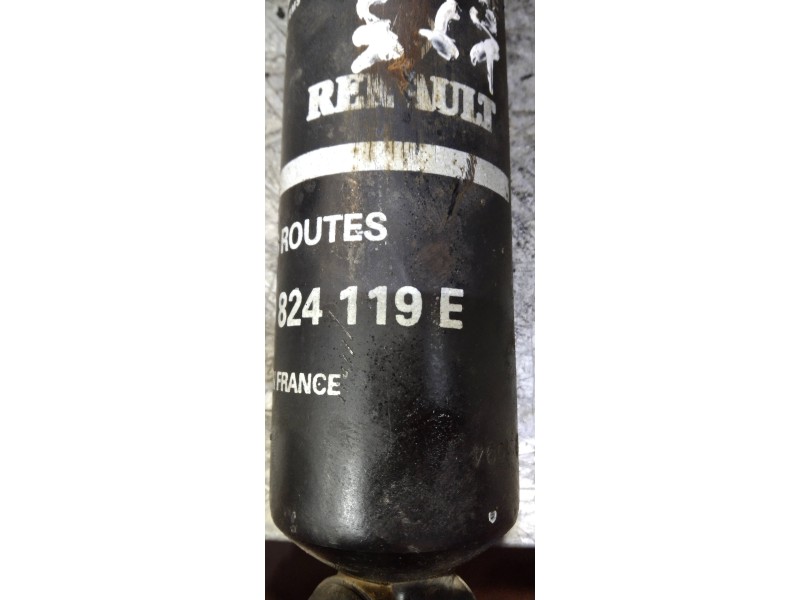 RENAULT
ROUTES
824 119 E
FRANCE